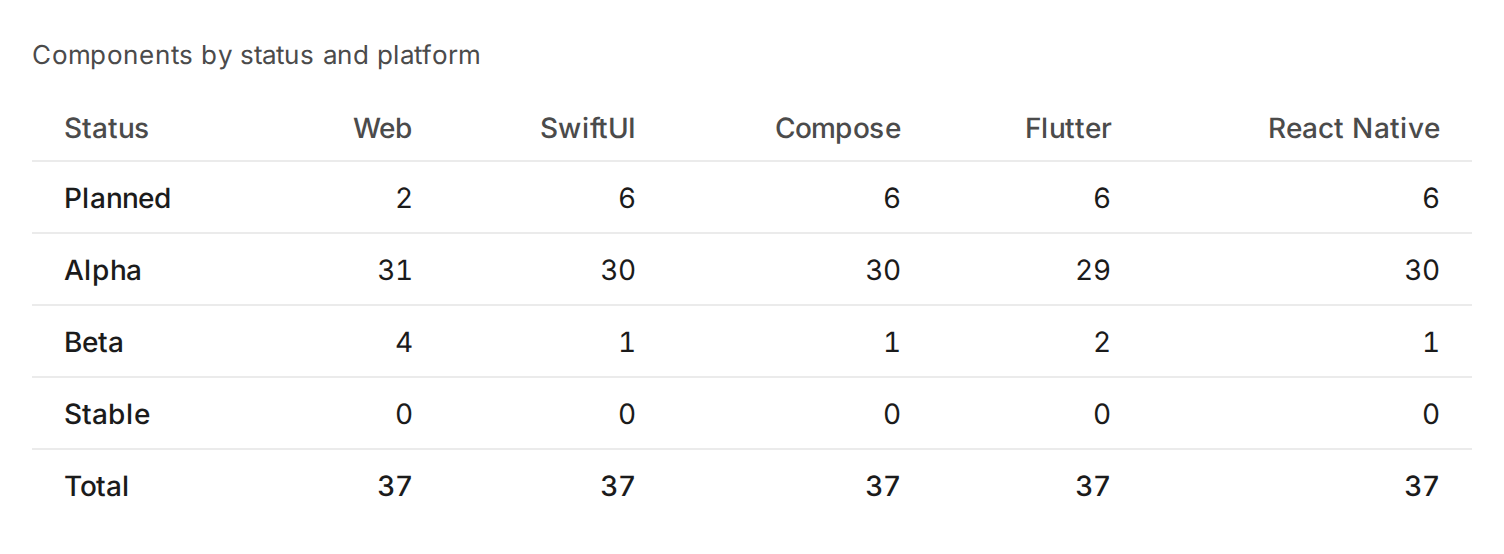 Components by status and platform
Status Web SwiftUI Compose Flutter React Native
Planned 2 6 6 6 6
Alpha 31 30 30 29 30
Beta 4 1 1 2 1
Stable 0 0 0 0 0
Total 37 37 37 37 37